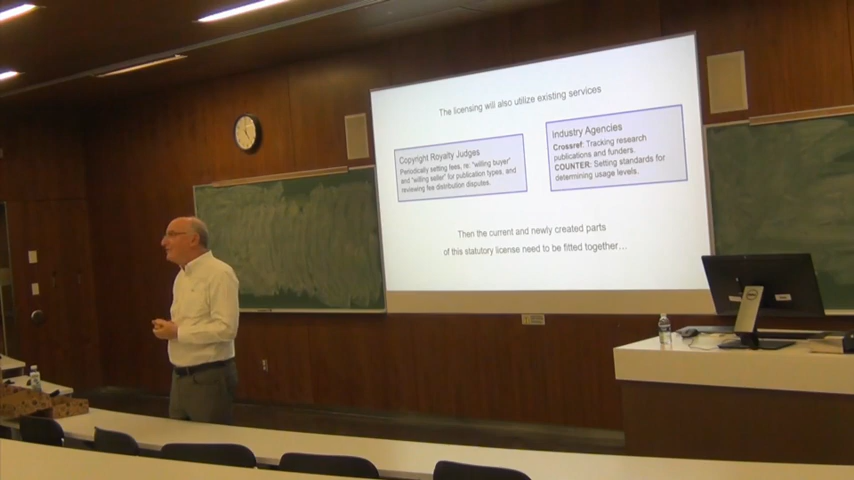 The licensing will also utilize existing services
Copyright Royalty Judges
Periodically setting fees, re: "willing buyer"
and "willing seller" for publication types, and
reviewing fee distribution disputes.
Industry Agencies
Crossref: Tracking research
publications and funders.
COUNTER: Setting standards for
determining usage levels.
Then the current and newly created parts
of this statutory license need to be fitted together…